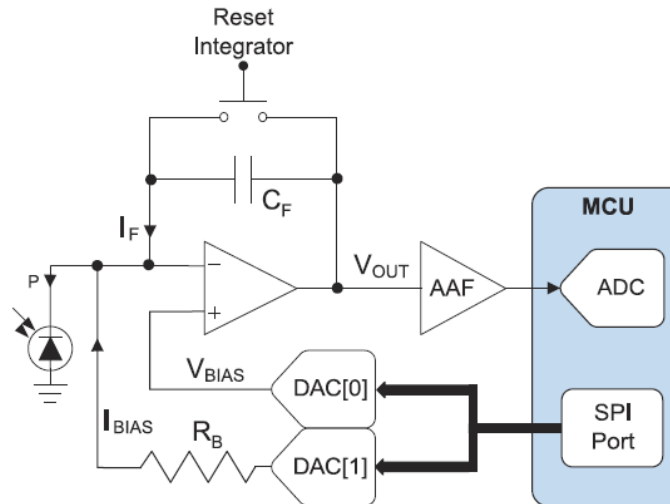 Reset
Integrator
C_F
I_F
MCU
P
−
V_OUT
AAF
ADC
+
V_BIAS
DAC[0]
I_BIAS
R_B
DAC[1]
SPI
Port